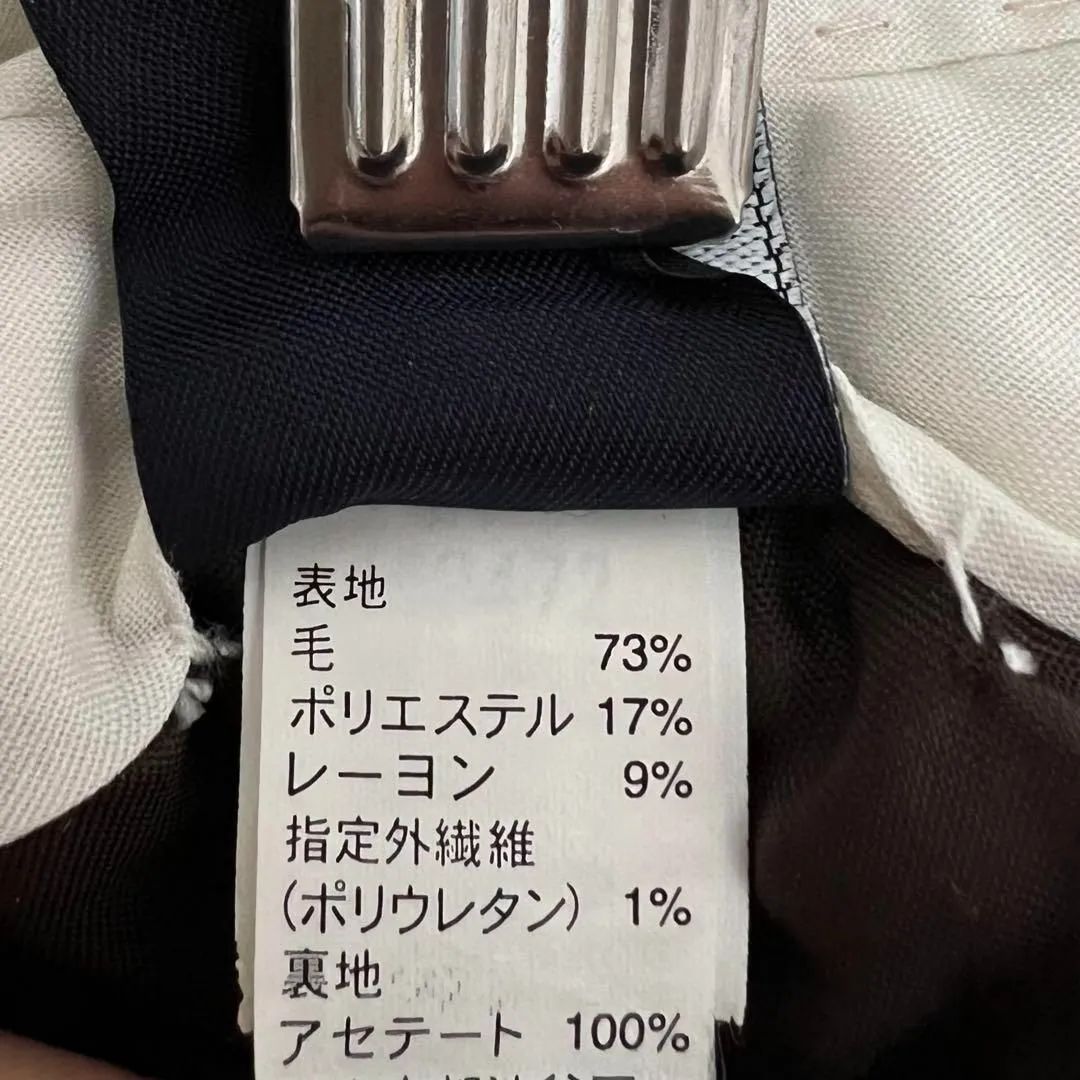 表地
毛 73%
ポリエステル 17%
レーヨン 9%
指定外繊維
(ポリウレタン) 1%
裏地
アセテート 100%